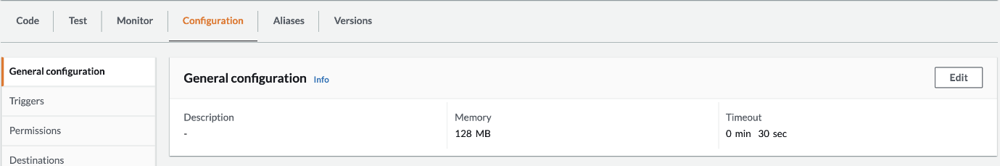 Code Test Monitor Configuration Aliases Versions
General configuration
Triggers
Permissions
Destinations
General configuration Info
Edit
Description
-
Memory
128 MB
Timeout
0 min 30 sec